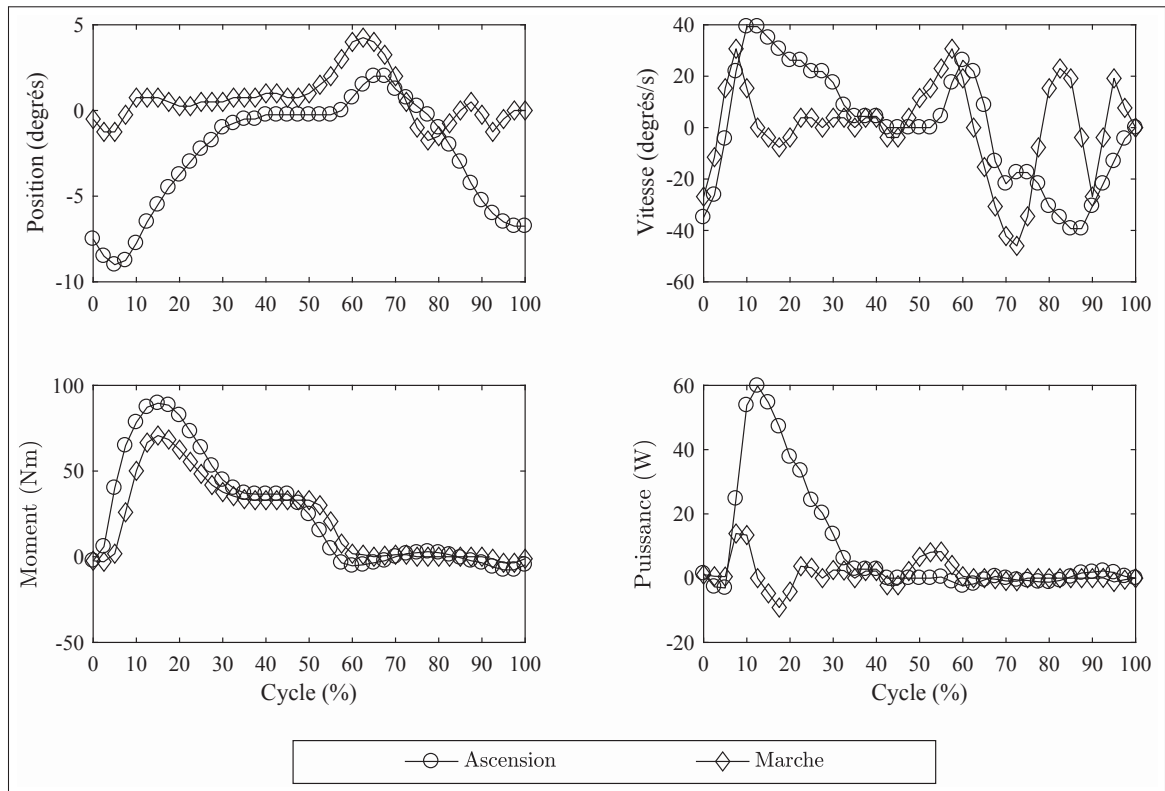 Position (degrés)
5
0
-5
-10
0 10 20 30 40 50 60 70 80 90 100
Vitesse (degrés/s)
40
20
0
-20
-40
-60
0 10 20 30 40 50 60 70 80 90 100
Moment (Nm)
100
50
0
-50
0 10 20 30 40 50 60 70 80 90 100
Cycle (%)
Puissance (W)
60
40
20
0
-20
0 10 20 30 40 50 60 70 80 90 100
Cycle (%)
Ascension Marche